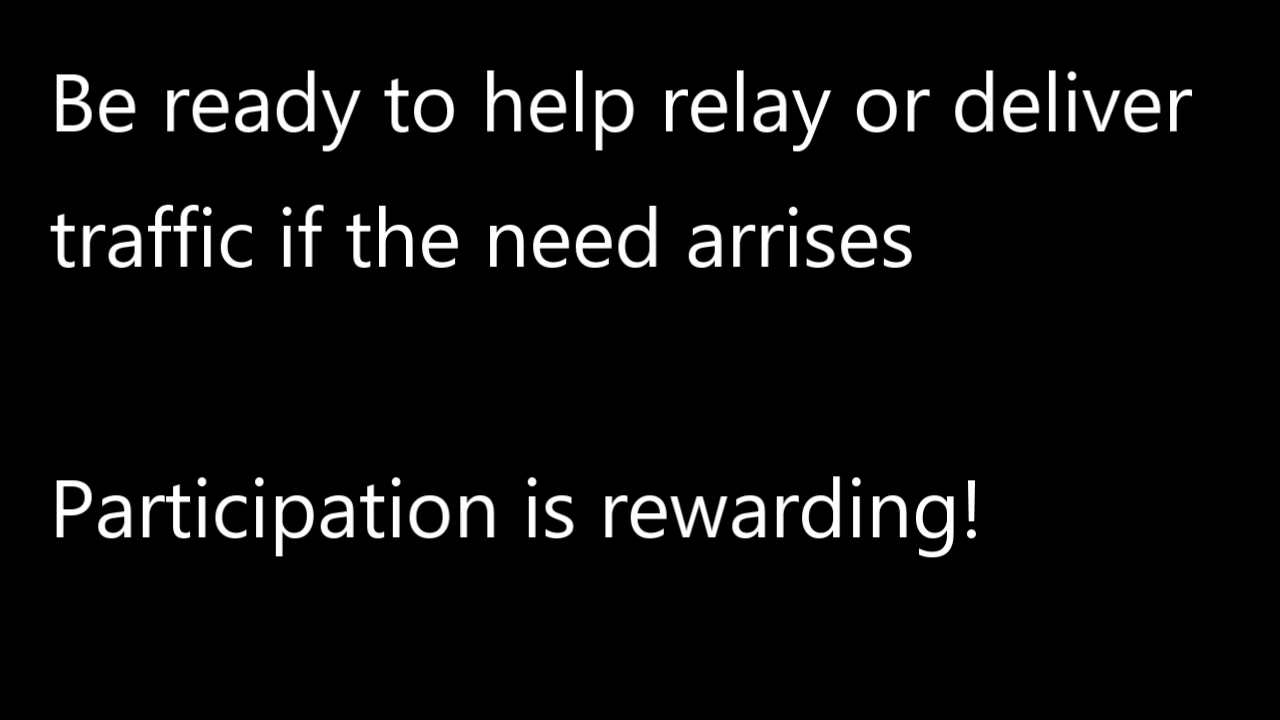 Be ready to help relay or deliver
traffic if the need arrises
Participation is rewarding!